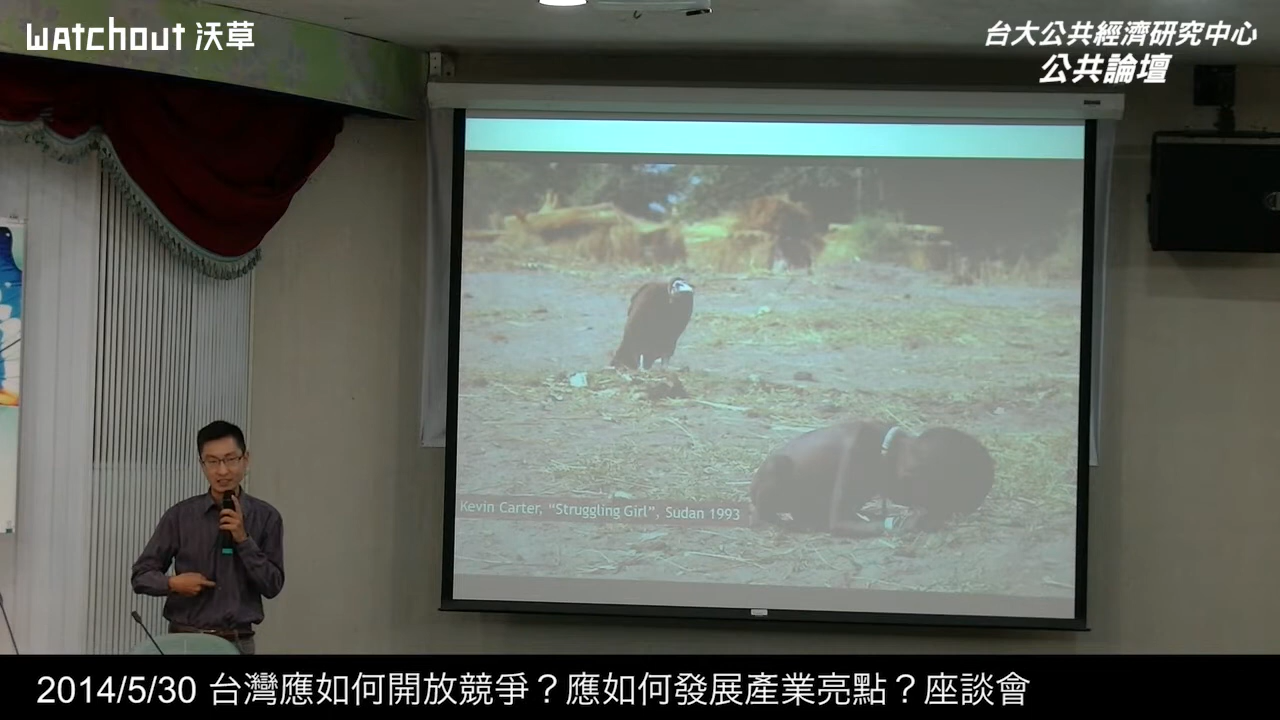 WAtchout 沃草
台大公共經濟研究中心
公共論壇
Kevin Carter, “Struggling Girl”, Sudan 1993
2014/5/30 台灣應如何開放競爭？應如何發展產業亮點？座談會